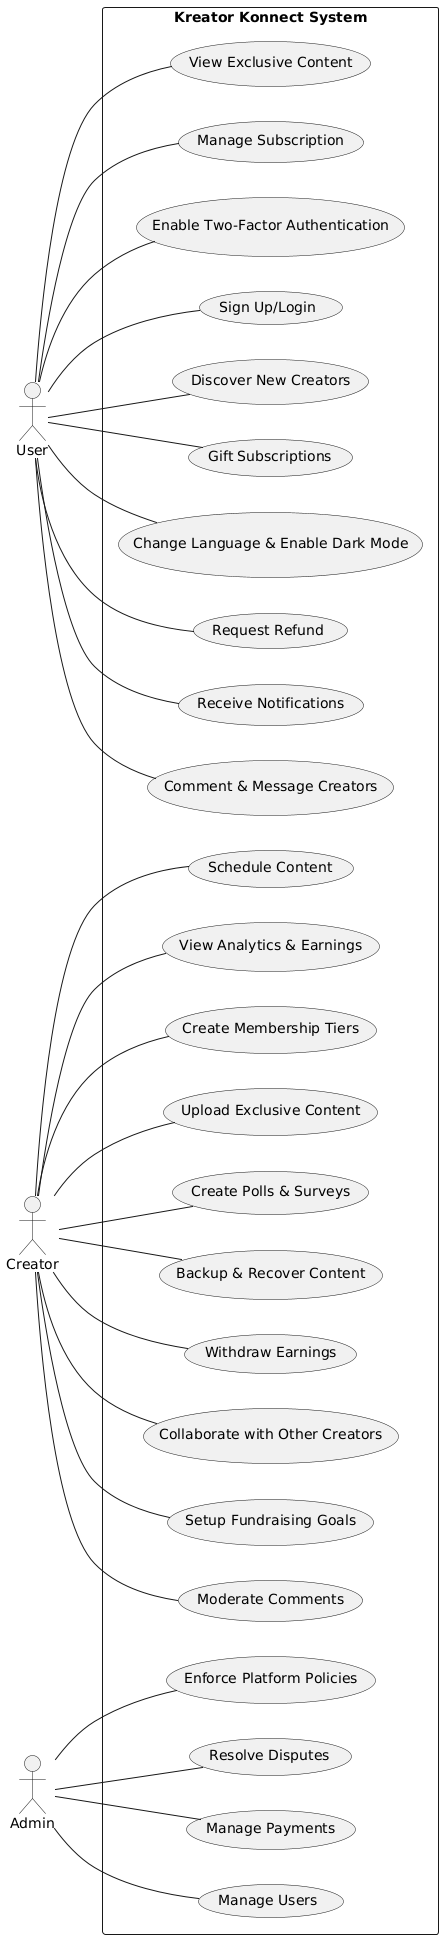 Kreator Konnect System
View Exclusive Content
Manage Subscription
Enable Two-Factor Authentication
Sign Up/Login
Discover New Creators
User
Gift Subscriptions
Change Language & Enable Dark Mode
Request Refund
Receive Notifications
Comment & Message Creators
Schedule Content
View Analytics & Earnings
Create Membership Tiers
Upload Exclusive Content
Create Polls & Surveys
Creator
Backup & Recover Content
Withdraw Earnings
Collaborate with Other Creators
Setup Fundraising Goals
Moderate Comments
Enforce Platform Policies
Resolve Disputes
Admin
Manage Payments
Manage Users